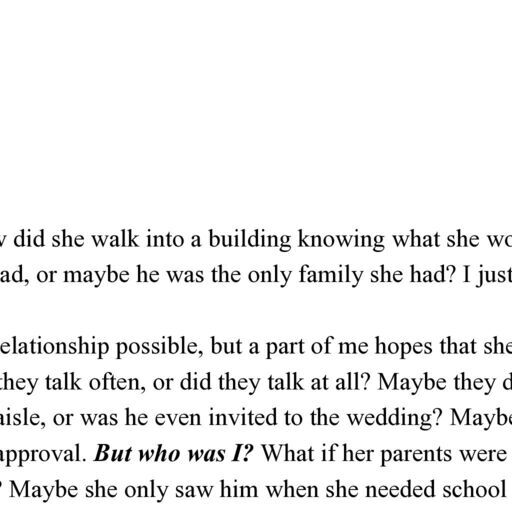 did she walk into a building knowing what she
or maybe he was the only family she had? I just
possible, but a part of me hopes that she
they talk often, or did they talk at all? Maybe they
aisle, or was he even invited to the wedding? Maybe
approval. But who was I? What if her parents were
? Maybe she only saw him when she needed school